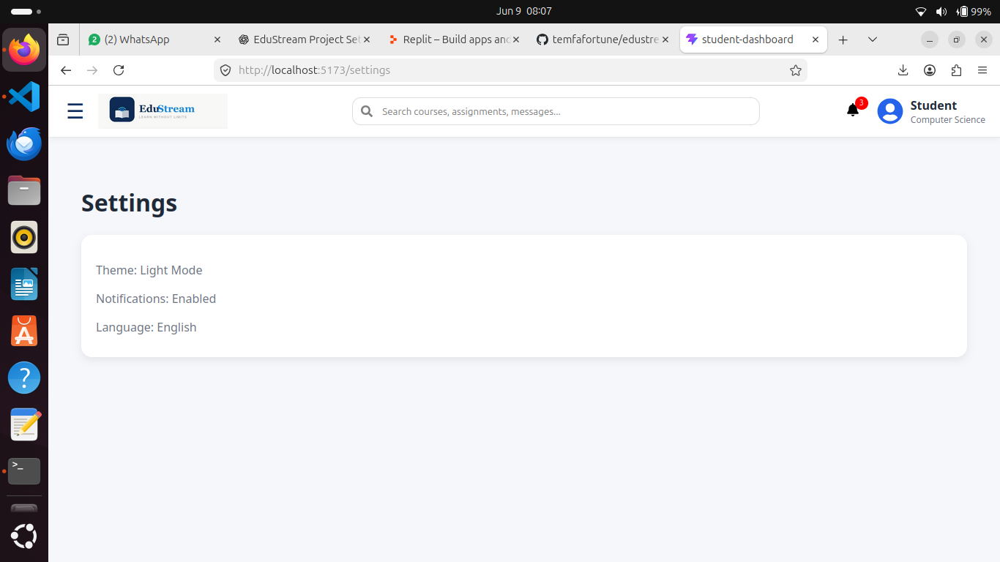 Jun 9 08:07
99%
2 (2) WhatsApp
EduStream Project Set
Replit – Build apps and
temfafortune/edustre
student-dashboard
http://localhost:5173/settings
EduStream
LEARN WITHOUT LIMITS
Search courses, assignments, messages...
3
Student
Computer Science
Settings
Theme: Light Mode
Notifications: Enabled
Language: English
?
>_